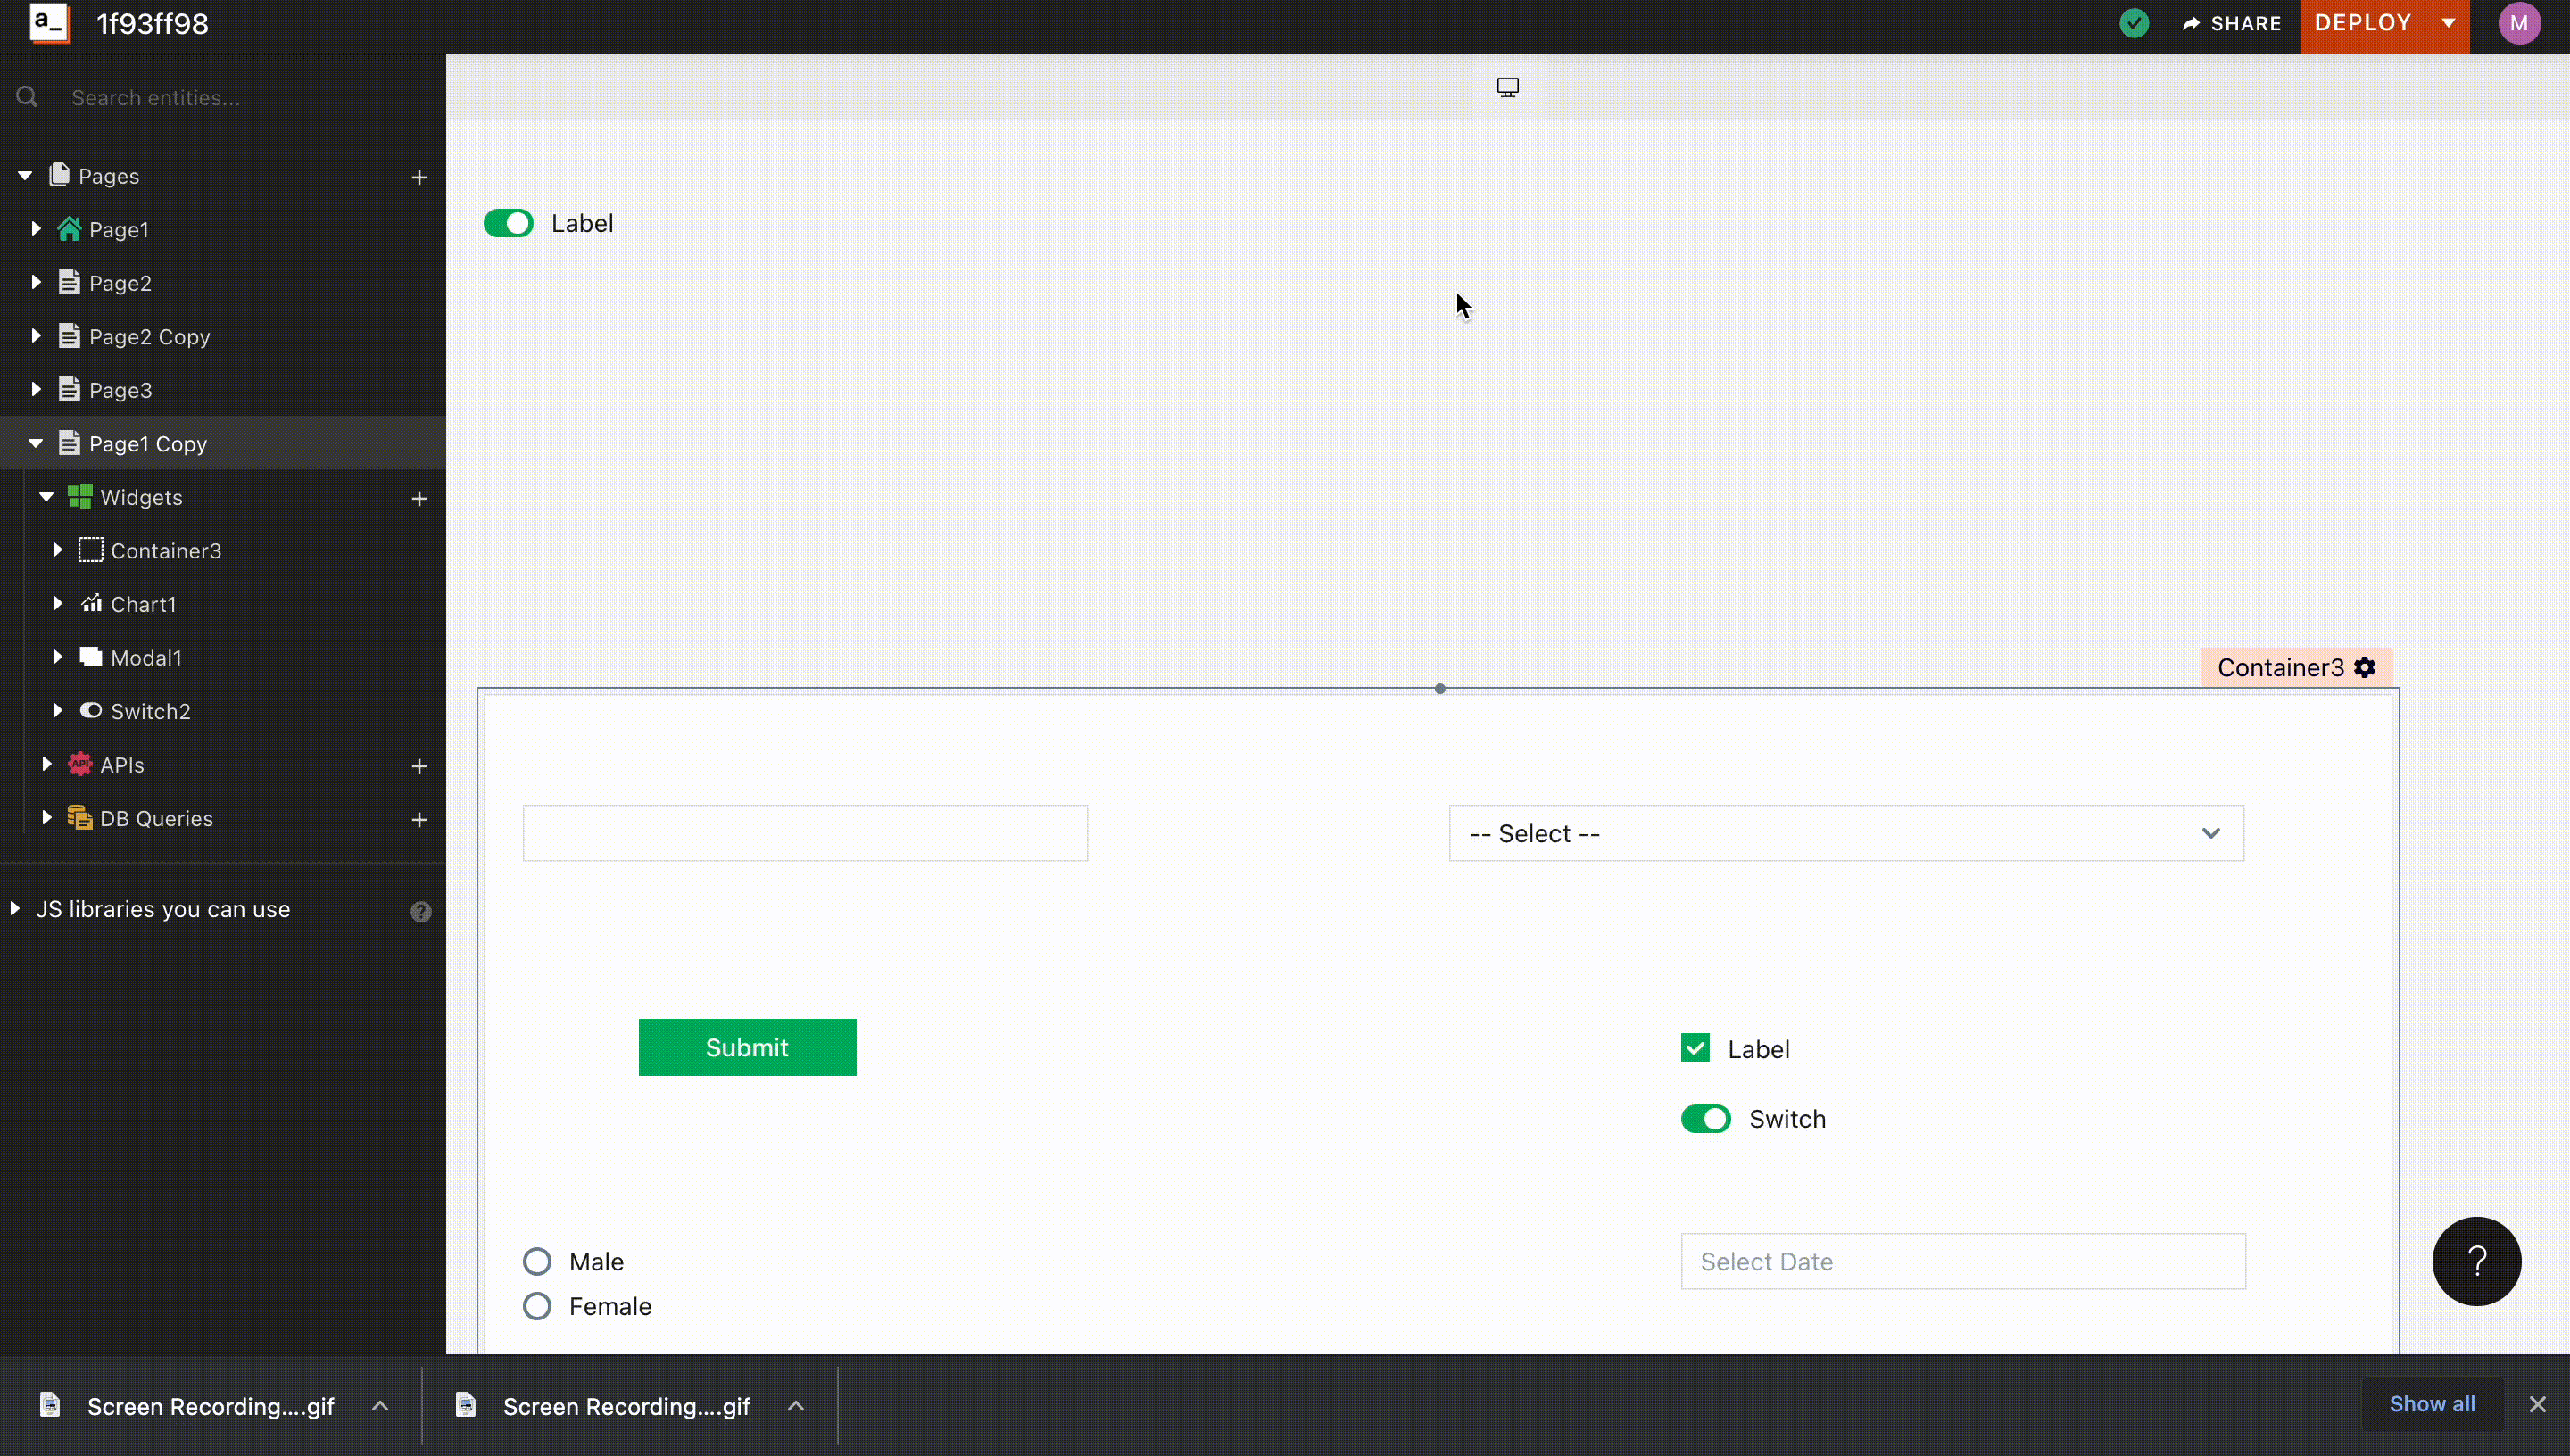 a_ 1f93ff98
SHARE
DEPLOY
M
Search entities...
Pages
Page1
Page2
Page2 Copy
Page3
Page1 Copy
Widgets
Container3
Chart1
Modal1
Switch2
API APIs
DB Queries
JS libraries you can use
?
Label
Container3
-- Select --
Submit
Label
Switch
Male
Select Date
Female
?
Screen Recording....gif
Screen Recording....gif
Show all